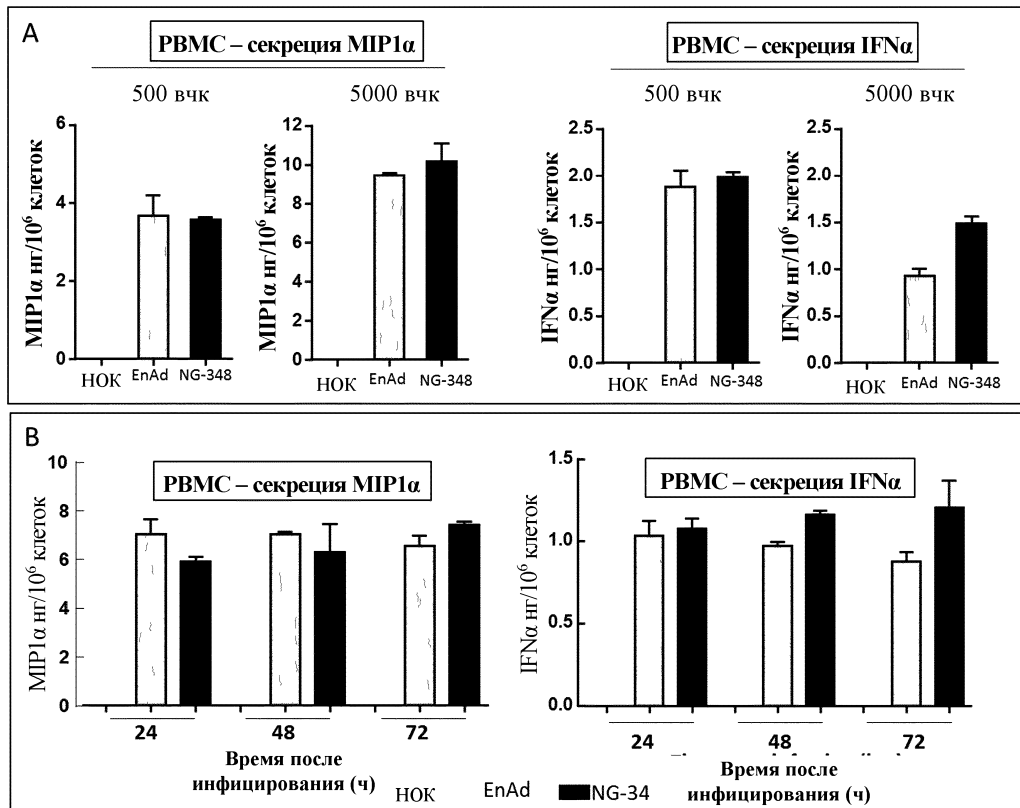 A
PBMC – секреция MIP1α
PBMC – секреция IFNα
500 вчк
5000 вчк
500 вчк
5000 вчк
MIP1α нг/10⁶ клеток
6
4
2
0
НОК
EnAd
NG-348
MIP1α нг/10⁶ клеток
12
10
8
6
4
2
0
НОК
EnAd
NG-348
IFNα нг/10⁶ клеток
2.5
2.0
1.5
1.0
0.5
0.0
НОК
EnAd
NG-348
IFNα нг/10⁶ клеток
2.5
2.0
1.5
1.0
0.5
0.0
НОК
EnAd
NG-348
B
PBMC – секреция MIP1α
MIP1α нг/10⁶ клеток
10
8
6
4
2
0
24
48
72
Время после
инфицирования (ч)
PBMC – секреция IFNα
IFNα нг/10⁶ клеток
1.5
1.0
0.5
0.0
24
48
72
Время после
инфицирования (ч)
НОК
EnAd
NG-34